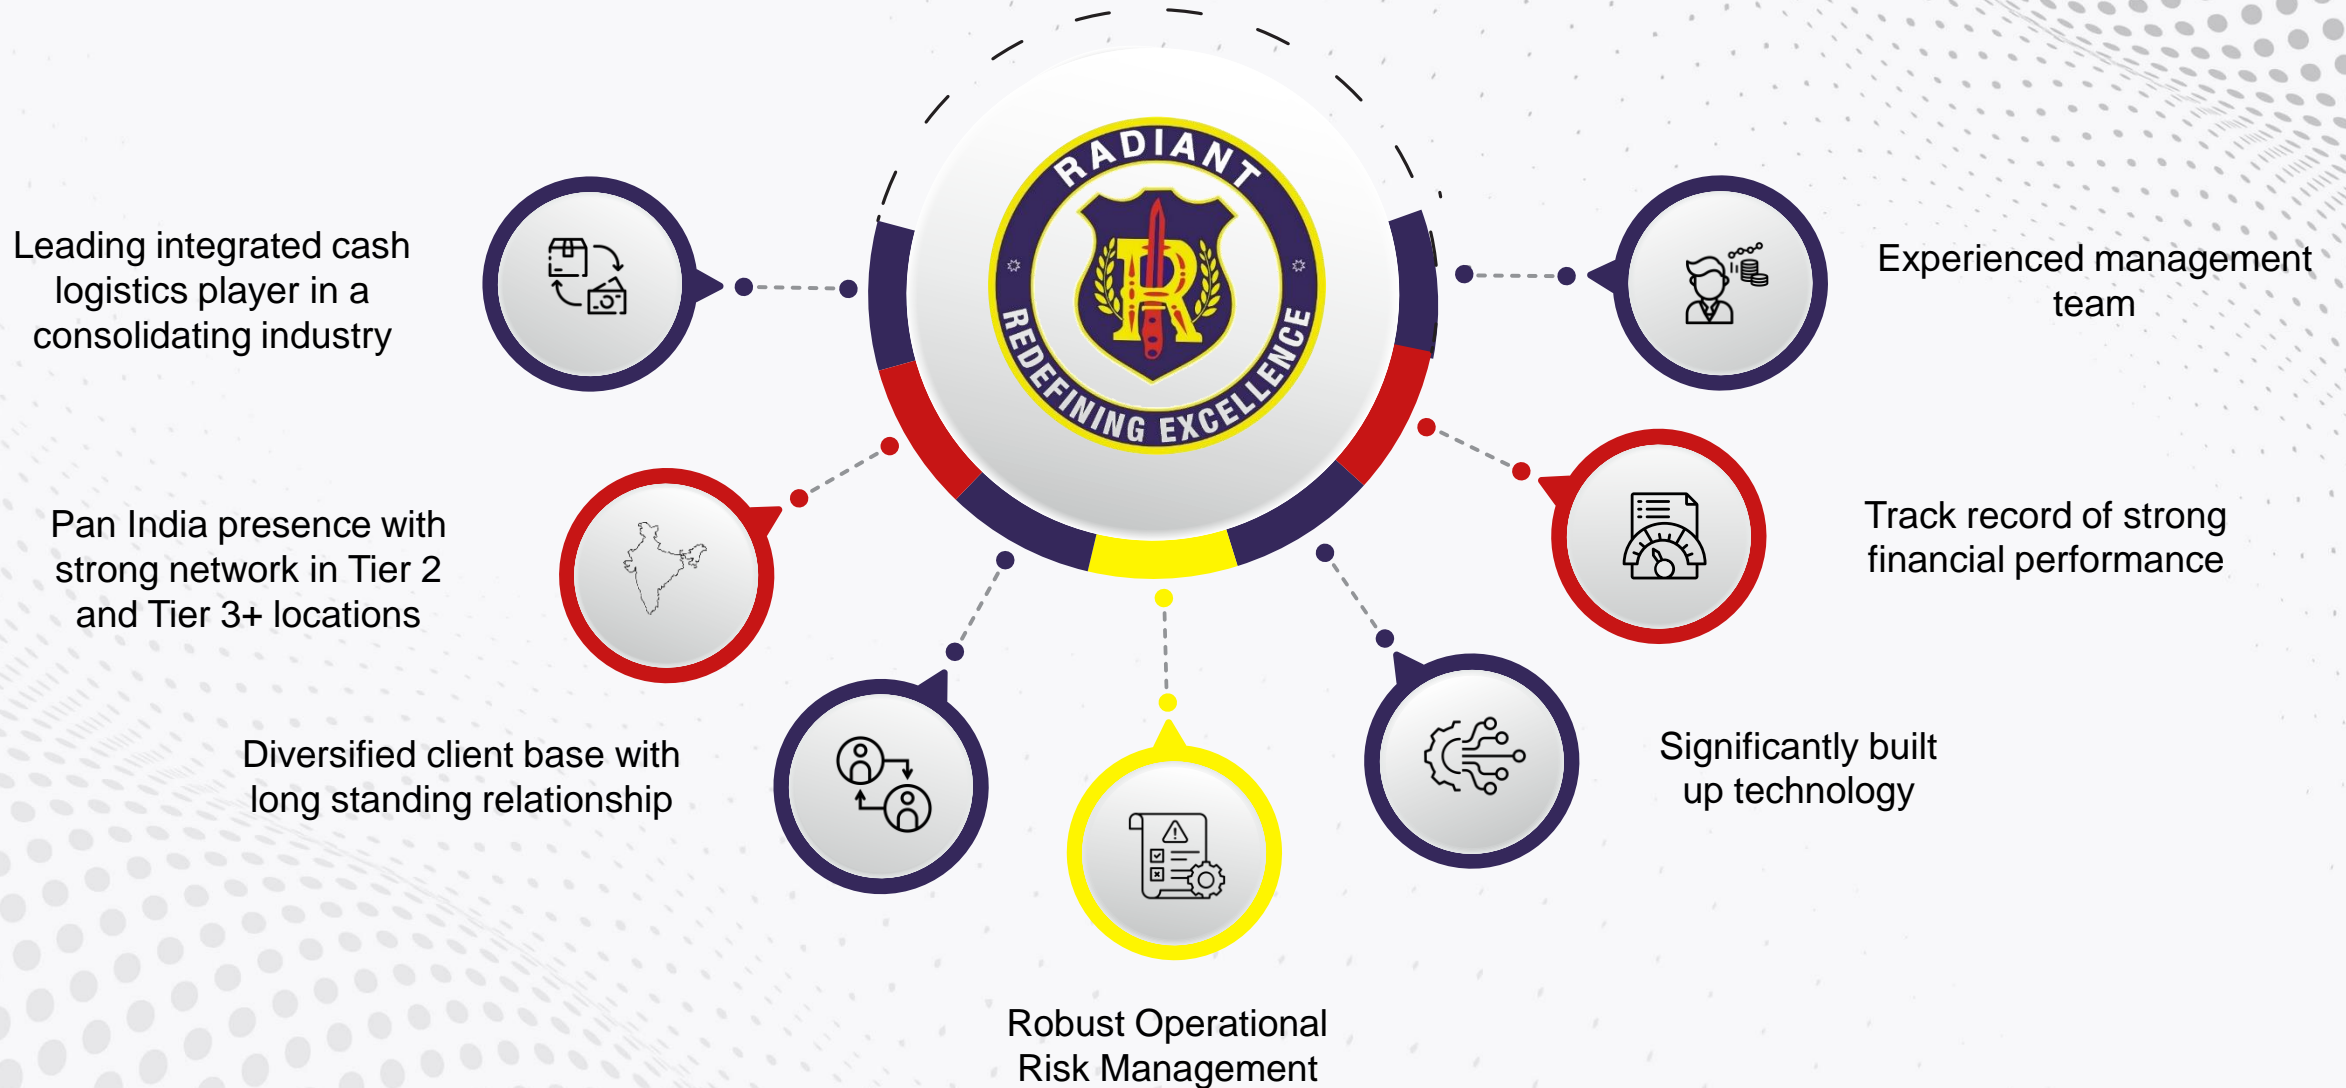 RADIANT
REDEFINING EXCELLENCE
R
Leading integrated cash
logistics player in a
consolidating industry
Pan India presence with
strong network in Tier 2
and Tier 3+ locations
Diversified client base with
long standing relationship
Robust Operational
Risk Management
Significantly built
up technology
Track record of strong
financial performance
Experienced management
team